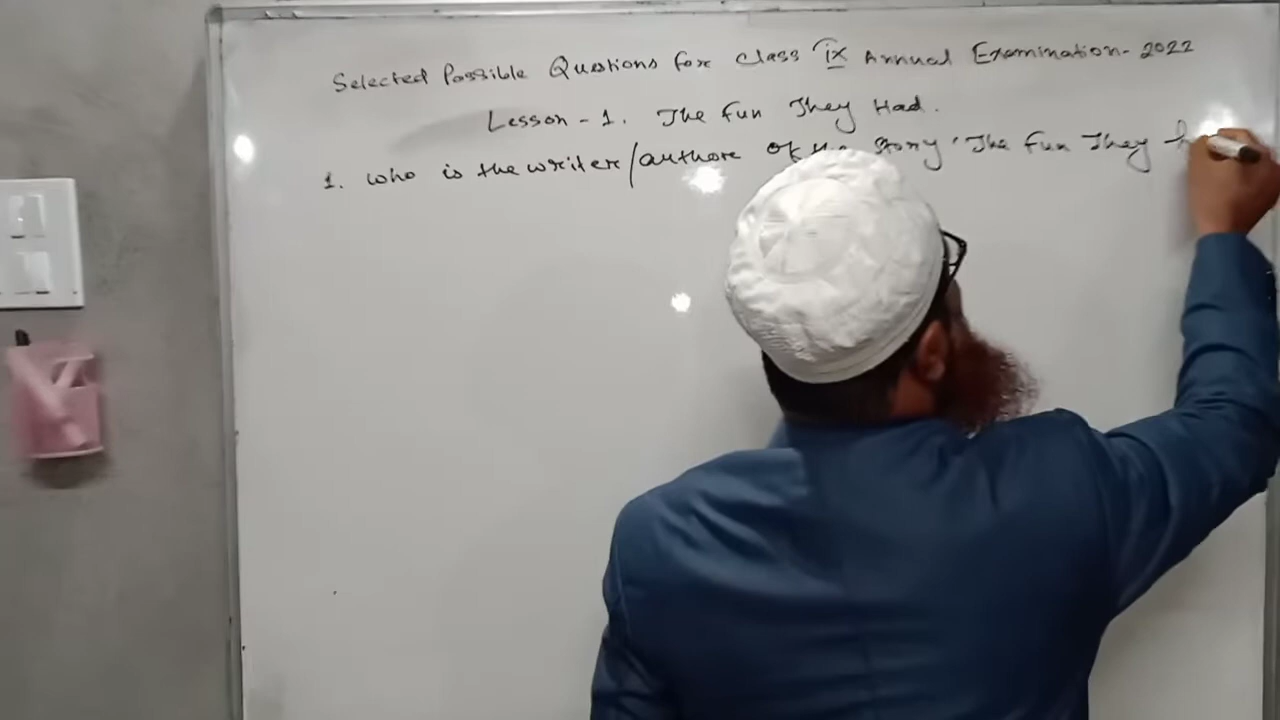 Selected Possible Questions for Class IX Annual Examination- 2022
Lesson - 1. The Fun They Had.
1. Who is the writer/authore of the story 'The Fun They h